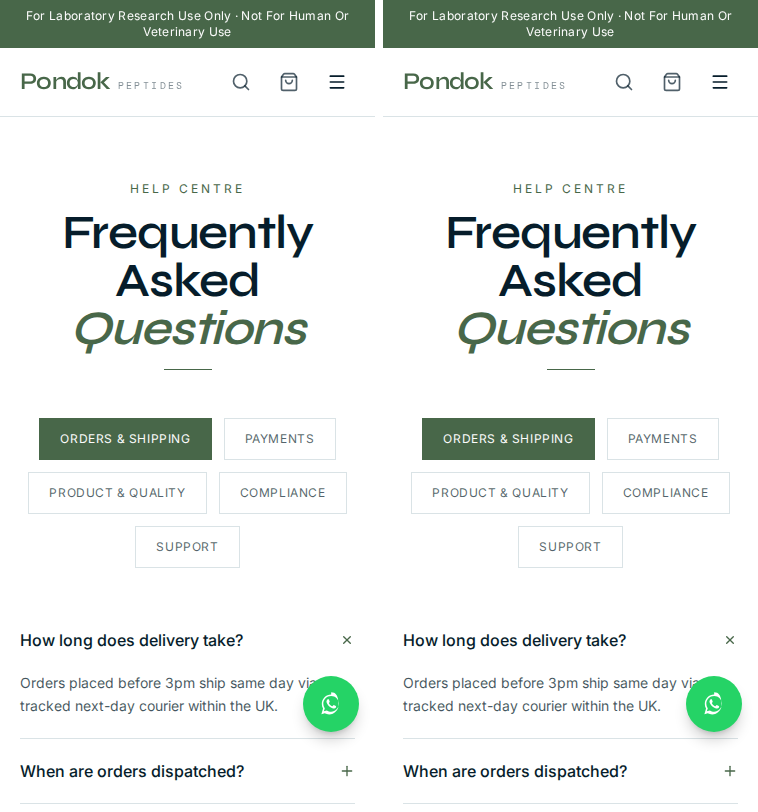 For Laboratory Research Use Only · Not For Human Or
Veterinary Use
Pondok PEPTIDES
HELP CENTRE
Frequently
Asked
Questions
ORDERS & SHIPPING
PAYMENTS
PRODUCT & QUALITY
COMPLIANCE
SUPPORT
How long does delivery take?
Orders placed before 3pm ship same day via
tracked next-day courier within the UK.
When are orders dispatched?
For Laboratory Research Use Only · Not For Human Or
Veterinary Use
Pondok PEPTIDES
HELP CENTRE
Frequently
Asked
Questions
ORDERS & SHIPPING
PAYMENTS
PRODUCT & QUALITY
COMPLIANCE
SUPPORT
How long does delivery take?
Orders placed before 3pm ship same day via
tracked next-day courier within the UK.
When are orders dispatched?